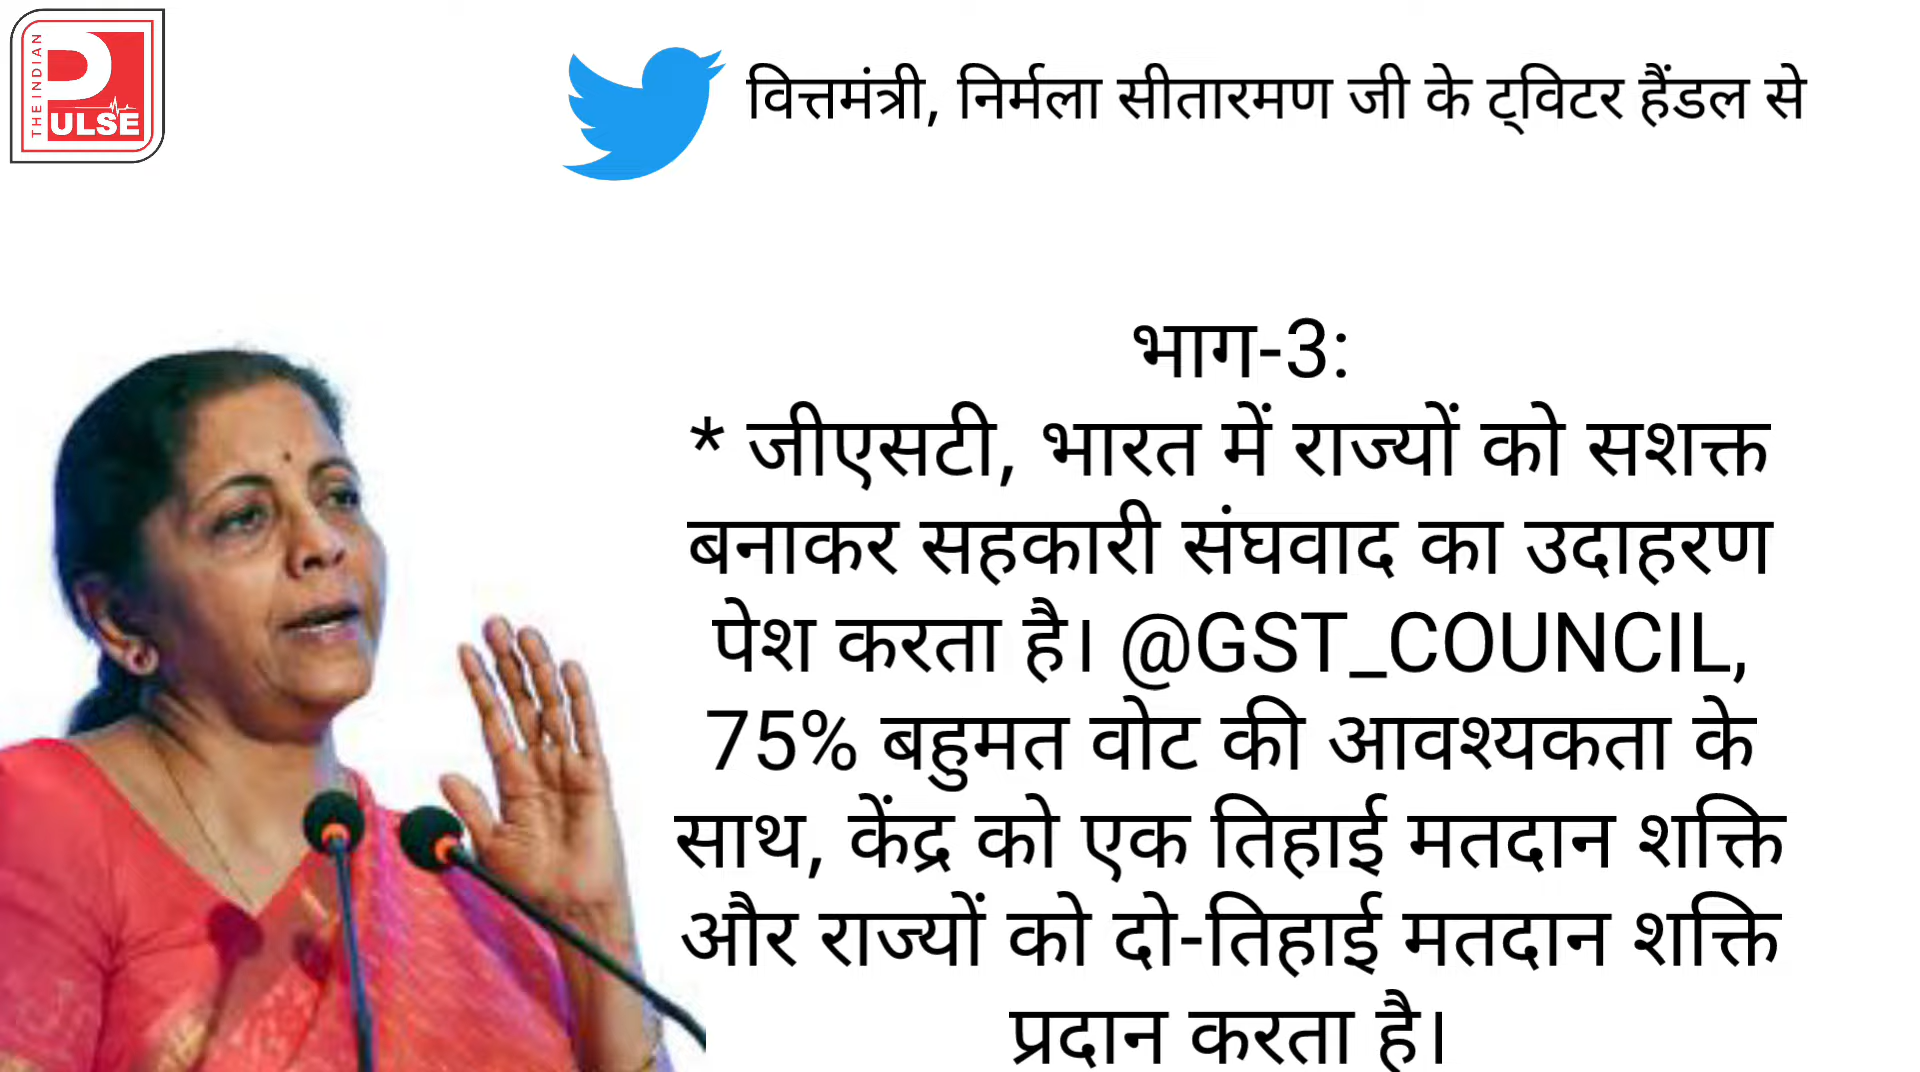 THE INDIAN
PULSE
वित्तमंत्री, निर्मला सीतारमण जी के ट्विटर हैंडल से
भाग-3:
* जीएसटी, भारत में राज्यों को सशक्त
बनाकर सहकारी संघवाद का उदाहरण
पेश करता है। @GST_COUNCIL,
75% बहुमत वोट की आवश्यकता के
साथ, केंद्र को एक तिहाई मतदान शक्ति
और राज्यों को दो-तिहाई मतदान शक्ति
प्रदान करता है।